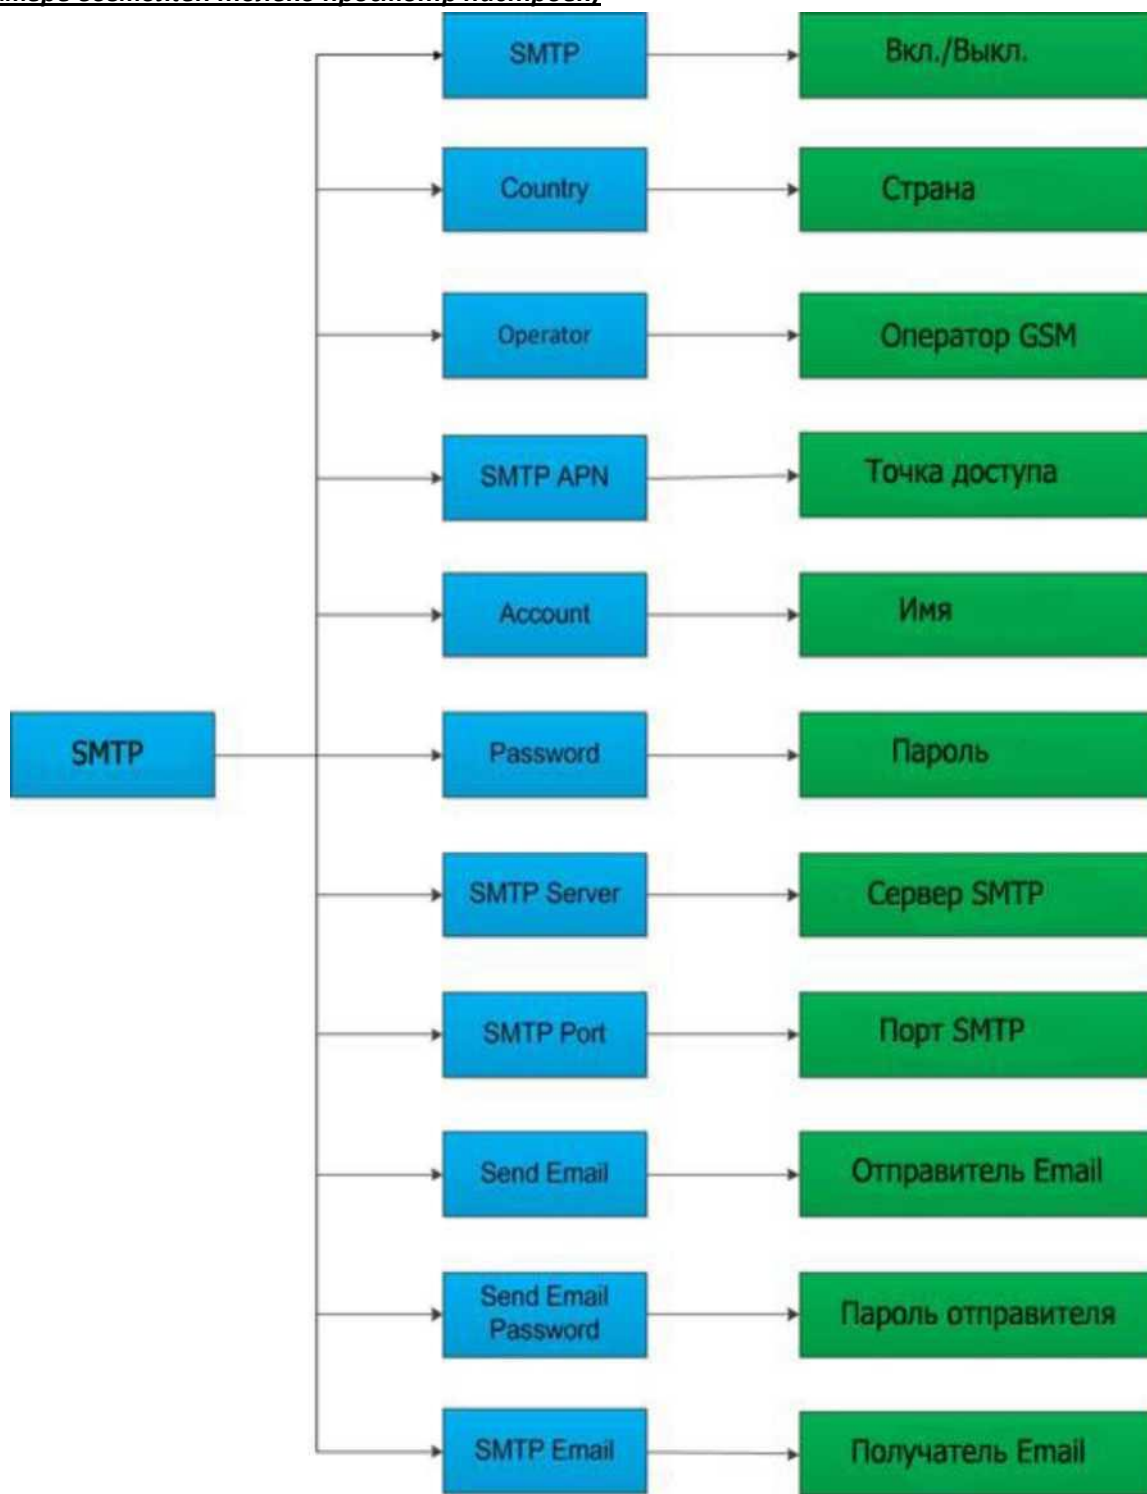 SMTP Вкл./Выкл.
Country Страна
Operator Оператор GSM
SMTP APN Точка доступа
Account Имя
SMTP Password Пароль
SMTP Server Сервер SMTP
SMTP Port Порт SMTP
Send Email Отправитель Email
Send Email
Password Пароль отправителя
SMTP Email Получатель Email